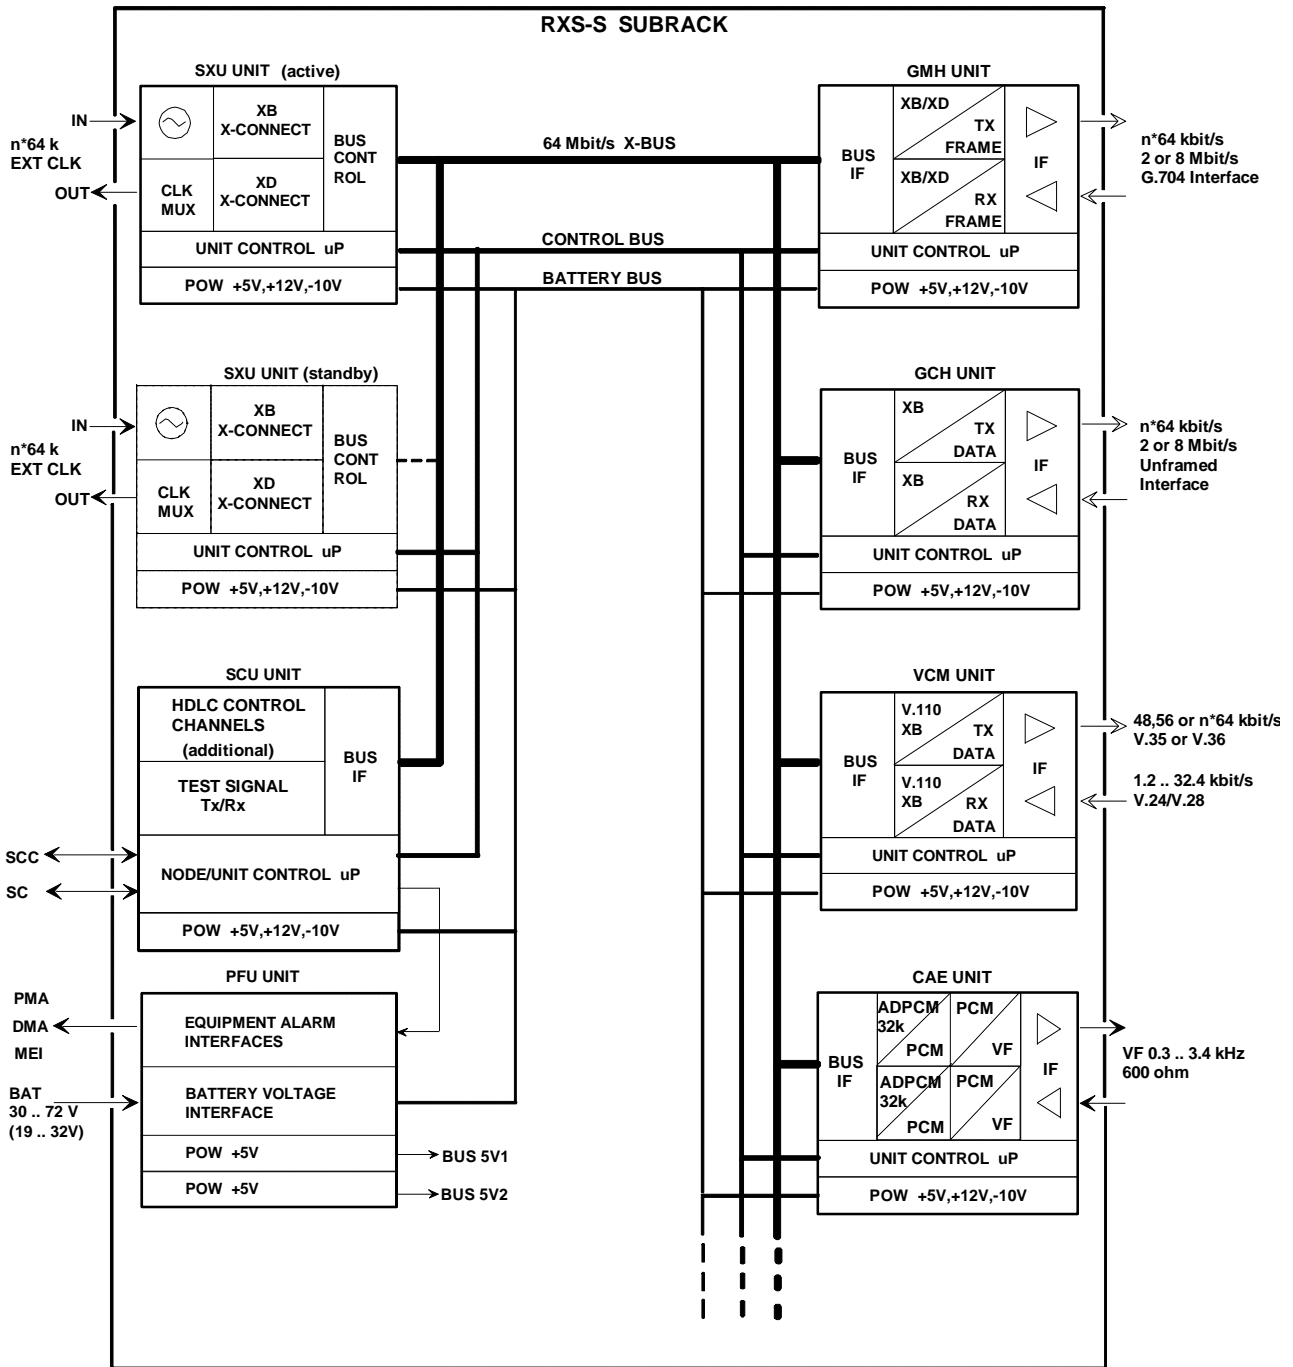 RXS-S SUBRACK
SXU UNIT (active)
IN
n*64 k
EXT CLK
OUT
XB
X-CONNECT
CLK
MUX
XD
X-CONNECT
BUS
CONT
ROL
UNIT CONTROL uP
POW +5V,+12V,-10V
64 Mbit/s X-BUS
CONTROL BUS
BATTERY BUS
GMH UNIT
BUS
IF
XB/XD
TX
FRAME
XB/XD
RX
FRAME
IF
UNIT CONTROL uP
POW +5V,+12V,-10V
n*64 kbit/s
2 or 8 Mbit/s
G.704 Interface
SXU UNIT (standby)
IN
n*64 k
EXT CLK
OUT
XB
X-CONNECT
CLK
MUX
XD
X-CONNECT
BUS
CONT
ROL
UNIT CONTROL uP
POW +5V,+12V,-10V
GCH UNIT
BUS
IF
XB
TX
DATA
XB
RX
DATA
IF
UNIT CONTROL uP
POW +5V,+12V,-10V
n*64 kbit/s
2 or 8 Mbit/s
Unframed
Interface
SCU UNIT
HDLC CONTROL
CHANNELS
(additional)
TEST SIGNAL
Tx/Rx
BUS
IF
SCC
SC
NODE/UNIT CONTROL uP
POW +5V,+12V,-10V
VCM UNIT
BUS
IF
V.110
XB
TX
DATA
V.110
XB
RX
DATA
IF
UNIT CONTROL uP
POW +5V,+12V,-10V
48,56 or n*64 kbit/s
V.35 or V.36
1.2 .. 32.4 kbit/s
V.24/V.28
PFU UNIT
PMA
DMA
MEI
EQUIPMENT ALARM
INTERFACES
BAT
30 .. 72 V
(19 .. 32V)
BATTERY VOLTAGE
INTERFACE
POW +5V
BUS 5V1
POW +5V
BUS 5V2
CAE UNIT
BUS
IF
ADPCM
32k
PCM
PCM
VF
ADPCM
32k
PCM
PCM
VF
IF
UNIT CONTROL uP
POW +5V,+12V,-10V
VF 0.3 .. 3.4 kHz
600 ohm